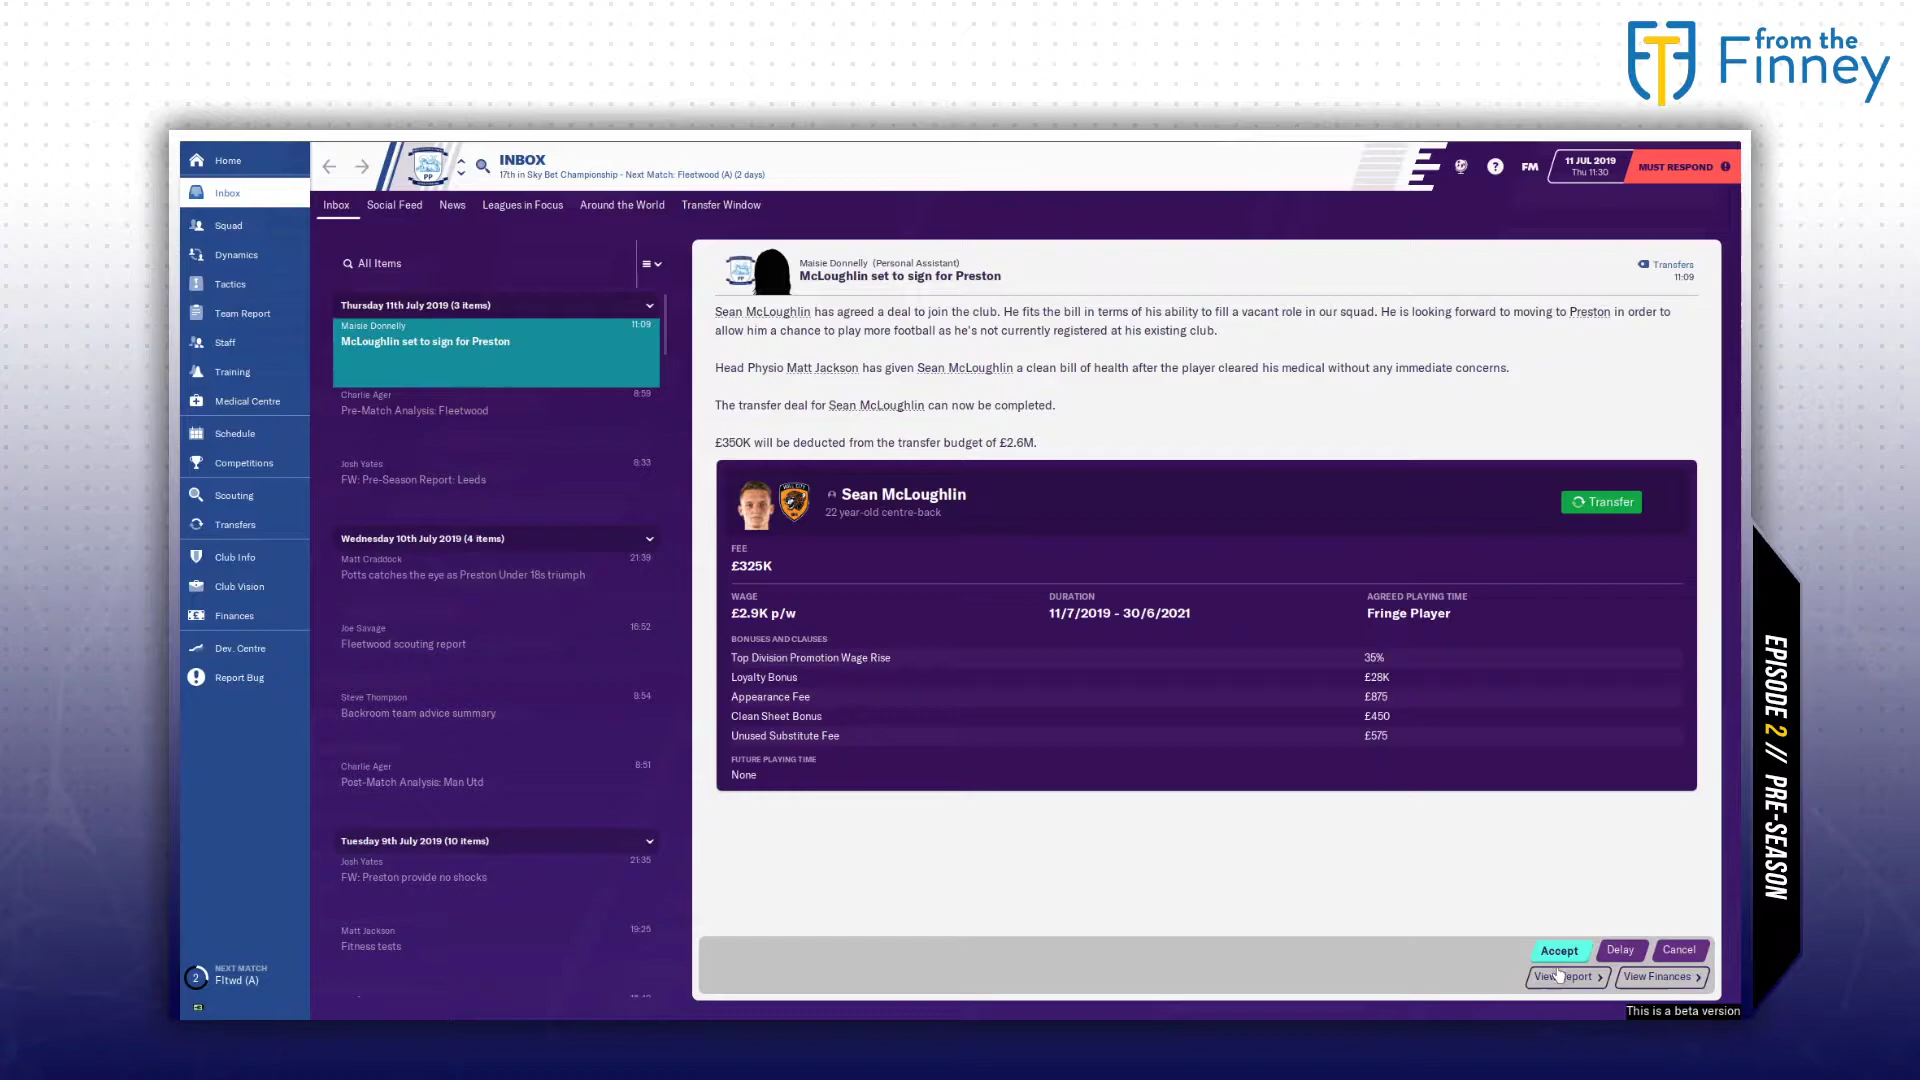 from the
Finney
Home
Inbox
Squad
Dynamics
Tactics
Team Report
Staff
Training
Medical Centre
Schedule
Competitions
Scouting
Transfers
Club Info
Club Vision
Finances
Dev. Centre
Report Bug
2
NEXT MATCH
Fltwd (A)
PP
INBOX
17th in Sky Bet Championship - Next Match: Fleetwood (A) (2 days)
? FM
11 JUL 2019
Thu 11:30
MUST RESPOND
Inbox Social Feed News Leagues in Focus Around the World Transfer Window
All Items
Thursday 11th July 2019 (3 items)
Maisie Donnelly 11:09
McLoughlin set to sign for Preston
Charlie Ager 8:59
Pre-Match Analysis: Fleetwood
Josh Yates 8:33
FW: Pre-Season Report: Leeds
Wednesday 10th July 2019 (4 items)
Matt Craddock 21:39
Potts catches the eye as Preston Under 18s triumph
Joe Savage 16:52
Fleetwood scouting report
Steve Thompson 8:54
Backroom team advice summary
Charlie Ager 8:51
Post-Match Analysis: Man Utd
Tuesday 9th July 2019 (10 items)
Josh Yates 21:35
FW: Preston provide no shocks
Matt Jackson 19:25
Fitness tests
Maisie Donnelly (Personal Assistant)
McLoughlin set to sign for Preston
Transfers
11:09
Sean McLoughlin has agreed a deal to join the club. He fits the bill in terms of his ability to fill a vacant role in our squad. He is looking forward to moving to Preston in order to
allow him a chance to play more football as he's not currently registered at his existing club.
Head Physio Matt Jackson has given Sean McLoughlin a clean bill of health after the player cleared his medical without any immediate concerns.
The transfer deal for Sean McLoughlin can now be completed.
£350K will be deducted from the transfer budget of £2.6M.
Sean McLoughlin
22 year-old centre-back
Transfer
FEE
£325K
WAGE DURATION AGREED PLAYING TIME
£2.9K p/w 11/7/2019 - 30/6/2021 Fringe Player
BONUSES AND CLAUSES
Top Division Promotion Wage Rise 35%
Loyalty Bonus £28K
Appearance Fee £875
Clean Sheet Bonus £450
Unused Substitute Fee £575
FUTURE PLAYING TIME
None
Accept Delay Cancel
View Report View Finances
This is a beta version
EPISODE 2 // PRE-SEASON